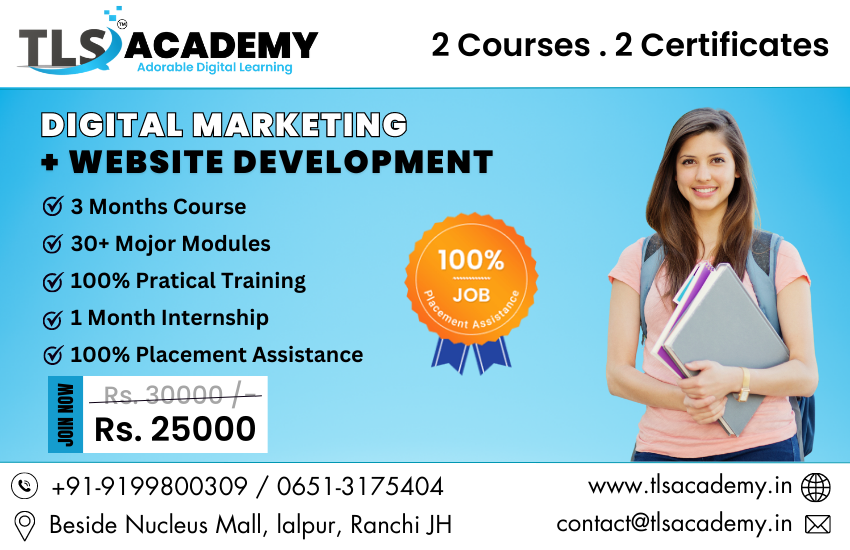 TLS ACADEMY
TM
Adorable Digital Learning
2 Courses . 2 Certificates
DIGITAL MARKETING
+ WEBSITE DEVELOPMENT
3 Months Course
30+ Mojor Modules
100% Pratical Training
1 Month Internship
100% Placement Assistance
100%
JOB
Placement Assistance
JOIN NOW
Rs. 30000 /-
Rs. 25000
+91-9199800309 / 0651-3175404
www.tlsacademy.in
Beside Nucleus Mall, lalpur, Ranchi JH
contact@tlsacademy.in